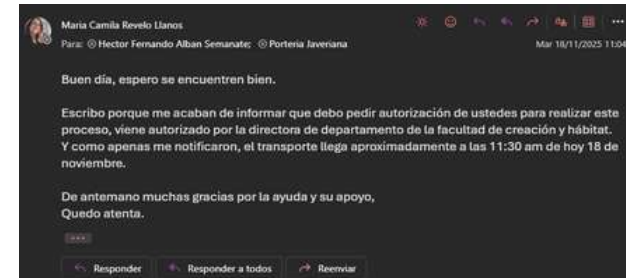 Maria Camila Revelo Llanos
Para: Hector Fernando Alban Semanate; Porteria Javeriana
Mar 18/11/2025 11:04
Buen día, espero se encuentren bien.
Escribo porque me acaban de informar que debo pedir autorización de ustedes para realizar este
proceso, viene autorizado por la directora de departamento de la facultad de creación y hábitat.
Y como apenas me notificaron, el transporte llega aproximadamente a las 11:30 am de hoy 18 de
noviembre.
De antemano muchas gracias por la ayuda y su apoyo,
Quedo atenta.
Responder
Responder a todos
Reenviar